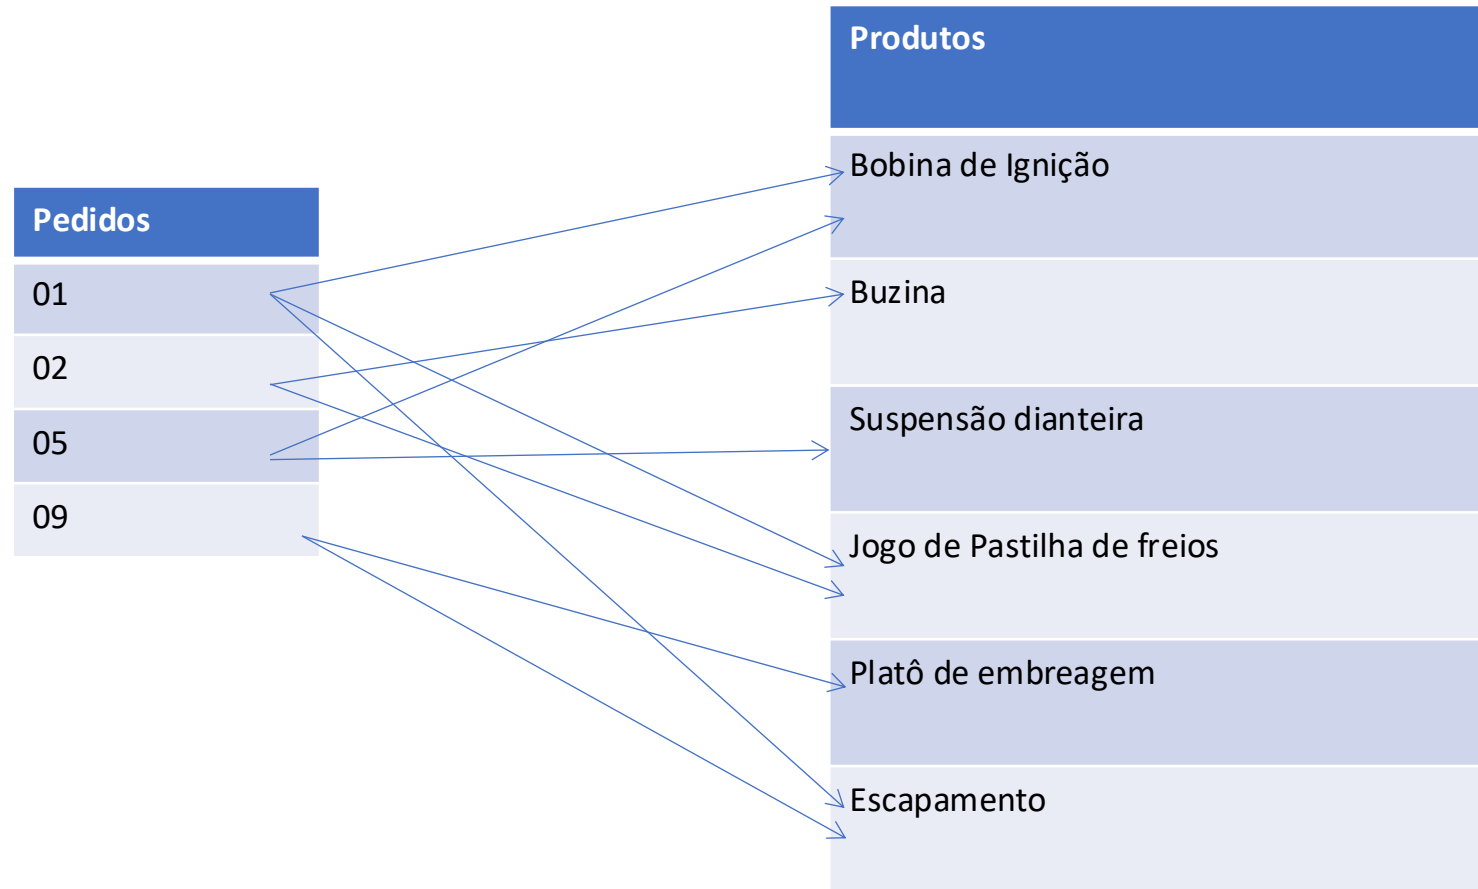 Pedidos
01
02
05
09
Produtos
Bobina de Ignição
Buzina
Suspensão dianteira
Jogo de Pastilha de freios
Platô de embreagem
Escapamento